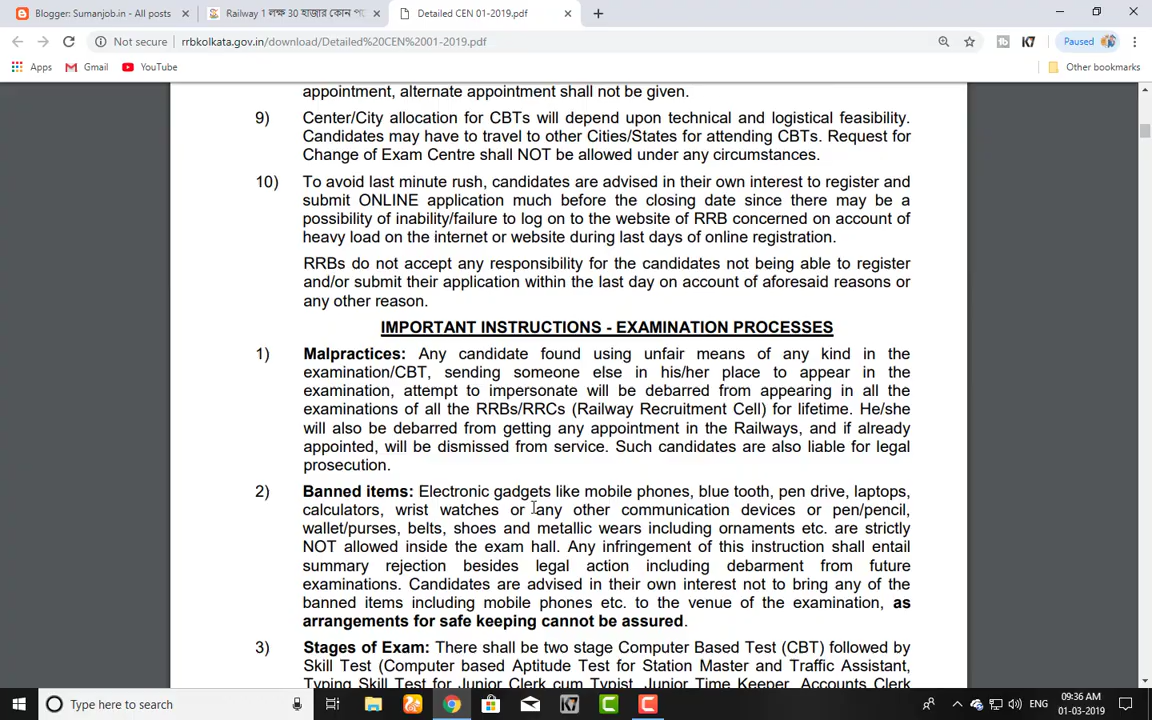 Blogger: Sumanjob.in - All posts
Railway 1 লক্ষ 30 হাজার কোন প
Detailed CEN 01-2019.pdf
Not secure
rrbkolkata.gov.in/download/Detailed%20CEN%2001-2019.pdf
Paused
Apps
Gmail
YouTube
Other bookmarks
appointment, alternate appointment shall not be given.
9) Center/City allocation for CBTs will depend upon technical and logistical feasibility.
Candidates may have to travel to other Cities/States for attending CBTs. Request for
Change of Exam Centre shall NOT be allowed under any circumstances.
10) To avoid last minute rush, candidates are advised in their own interest to register and
submit ONLINE application much before the closing date since there may be a
possibility of inability/failure to log on to the website of RRB concerned on account of
heavy load on the internet or website during last days of online registration.
RRBs do not accept any responsibility for the candidates not being able to register
and/or submit their application within the last day on account of aforesaid reasons or
any other reason.
IMPORTANT INSTRUCTIONS - EXAMINATION PROCESSES
1) Malpractices: Any candidate found using unfair means of any kind in the
examination/CBT, sending someone else in his/her place to appear in the
examination, attempt to impersonate will be debarred from appearing in all the
examinations of all the RRBs/RRCs (Railway Recruitment Cell) for lifetime. He/she
will also be debarred from getting any appointment in the Railways, and if already
appointed, will be dismissed from service. Such candidates are also liable for legal
prosecution.
2) Banned items: Electronic gadgets like mobile phones, blue tooth, pen drive, laptops,
calculators, wrist watches or any other communication devices or pen/pencil,
wallet/purses, belts, shoes and metallic wears including ornaments etc. are strictly
NOT allowed inside the exam hall. Any infringement of this instruction shall entail
summary rejection besides legal action including debarment from future
examinations. Candidates are advised in their own interest not to bring any of the
banned items including mobile phones etc. to the venue of the examination, as
arrangements for safe keeping cannot be assured.
3) Stages of Exam: There shall be two stage Computer Based Test (CBT) followed by
Skill Test (Computer based Aptitude Test for Station Master and Traffic Assistant,
Typing Skill Test for Junior Clerk cum Typist, Junior Time Keeper, Accounts Clerk
Type here to search
ENG
09:36 AM
01-03-2019